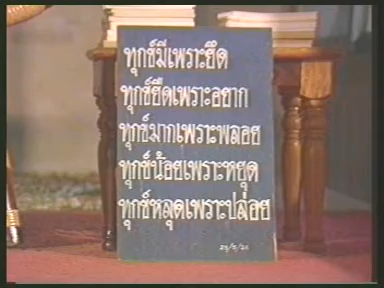 ทุกข์มีเพราะยึด
ทุกข์ยืดเพราะอยาก
ทุกข์มากเพราะพลอย
ทุกข์น้อยเพราะหยุด
ทุกข์หลุดเพราะปล่อย